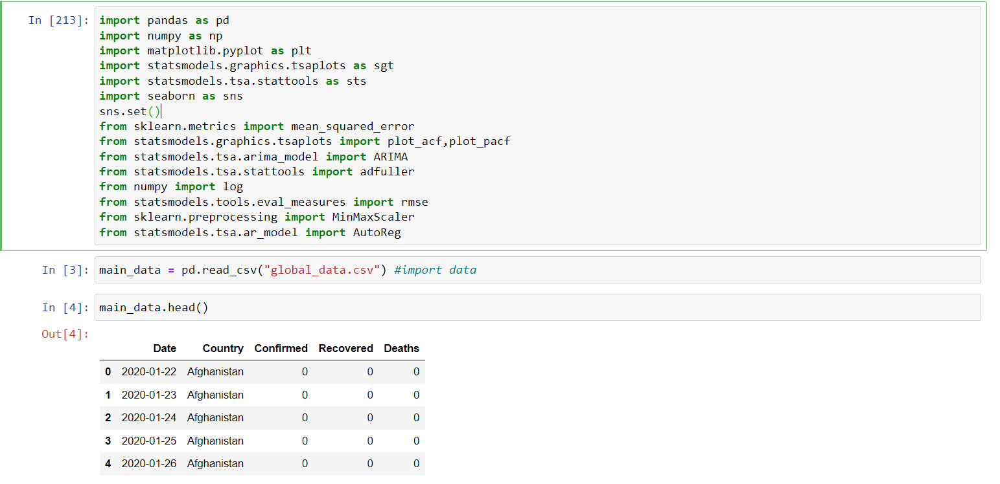 In [213]: import pandas as pd
import numpy as np
import matplotlib.pyplot as plt
import statsmodels.graphics.tsaplots as sgt
import statsmodels.tsa.stattools as sts
import seaborn as sns
sns.set()
from sklearn.metrics import mean_squared_error
from statsmodels.graphics.tsaplots import plot_acf,plot_pacf
from statsmodels.tsa.arima_model import ARIMA
from statsmodels.tsa.stattools import adfuller
from numpy import log
from statsmodels.tools.eval_measures import rmse
from sklearn.preprocessing import MinMaxScaler
from statsmodels.tsa.ar_model import AutoReg
In [3]: main_data = pd.read_csv("global_data.csv") #import data
In [4]: main_data.head()
Out[4]:
Date Country Confirmed Recovered Deaths
0 2020-01-22 Afghanistan 0 0 0
1 2020-01-23 Afghanistan 0 0 0
2 2020-01-24 Afghanistan 0 0 0
3 2020-01-25 Afghanistan 0 0 0
4 2020-01-26 Afghanistan 0 0 0